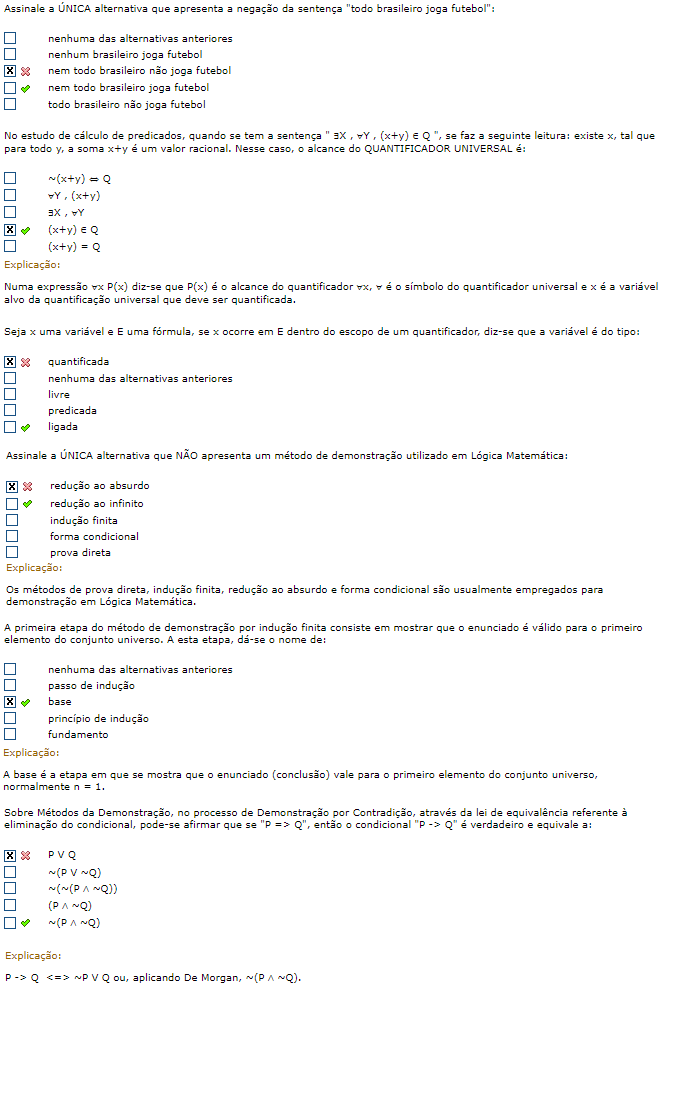 Assinale a ÚNICA alternativa que apresenta a negação da sentença "todo brasileiro joga futebol":
nenhuma das alternativas anteriores
nenhum brasileiro joga futebol
nem todo brasileiro não joga futebol
nem todo brasileiro joga futebol
todo brasileiro não joga futebol
No estudo de cálculo de predicados, quando se tem a sentença " ∃X , ∀Y , (x+y) ∈ Q ", se faz a seguinte leitura: existe x, tal que
para todo y, a soma x+y é um valor racional. Nesse caso, o alcance do QUANTIFICADOR UNIVERSAL é:
~(x+y) ⇔ Q
∀Y , (x+y)
∃X , ∀Y
(x+y) ∈ Q
(x+y) = Q
Explicação:
Numa expressão ∀x P(x) diz-se que P(x) é o alcance do quantificador ∀x, ∀ é o símbolo do quantificador universal e x é a variável
alvo da quantificação universal que deve ser quantificada.
Seja x uma variável e E uma fórmula, se x ocorre em E dentro do escopo de um quantificador, diz-se que a variável é do tipo:
quantificada
nenhuma das alternativas anteriores
livre
predicada
ligada
Assinale a ÚNICA alternativa que NÃO apresenta um método de demonstração utilizado em Lógica Matemática:
redução ao absurdo
redução ao infinito
indução finita
forma condicional
prova direta
Explicação:
Os métodos de prova direta, indução finita, redução ao absurdo e forma condicional são usualmente empregados para
demonstração em Lógica Matemática.
A primeira etapa do método de demonstração por indução finita consiste em mostrar que o enunciado é válido para o primeiro
elemento do conjunto universo. A esta etapa, dá-se o nome de:
nenhuma das alternativas anteriores
passo de indução
base
princípio de indução
fundamento
Explicação:
A base é a etapa em que se mostra que o enunciado (conclusão) vale para o primeiro elemento do conjunto universo,
normalmente n = 1.
Sobre Métodos da Demonstração, no processo de Demonstração por Contradição, através da lei de equivalência referente à
eliminação do condicional, pode-se afirmar que se "P => Q", então o condicional "P -> Q" é verdadeiro e equivale a:
P V Q
~(P V ~Q)
~(~(P ∧ ~Q))
(P ∧ ~Q)
~(P ∧ ~Q)
Explicação:
P -> Q <=> ~P V Q ou, aplicando De Morgan, ~(P ∧ ~Q).